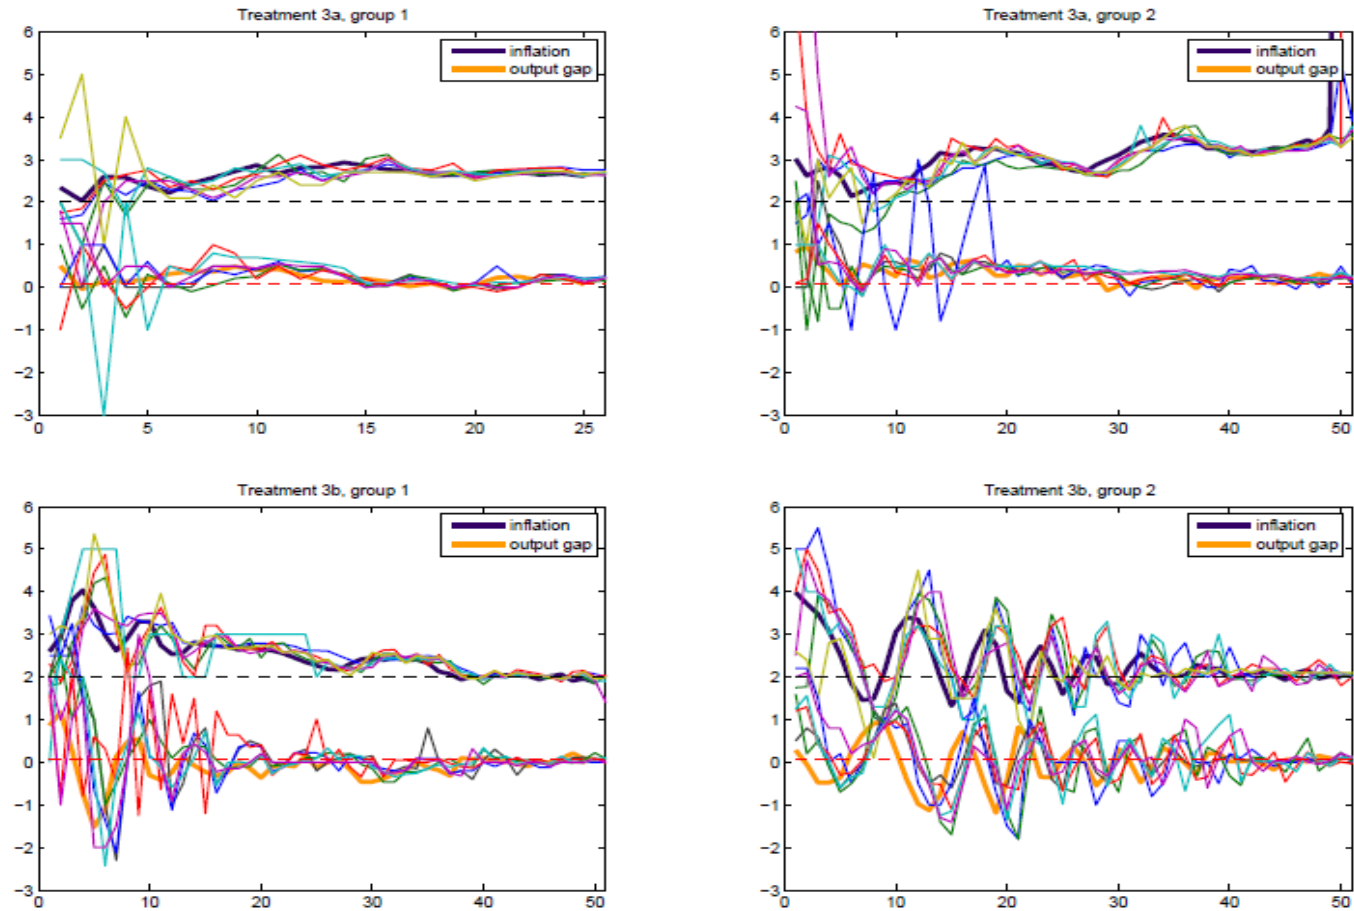 Treatment 3a, group 1
6
5
4
3
2
1
0
−1
−2
−3
0 5 10 15 20 25
inflation
output gap
Treatment 3a, group 2
6
5
4
3
2
1
0
−1
−2
−3
0 10 20 30 40 50
inflation
output gap
Treatment 3b, group 1
6
5
4
3
2
1
0
−1
−2
−3
0 10 20 30 40 50
inflation
output gap
Treatment 3b, group 2
6
5
4
3
2
1
0
−1
−2
−3
0 10 20 30 40 50
inflation
output gap